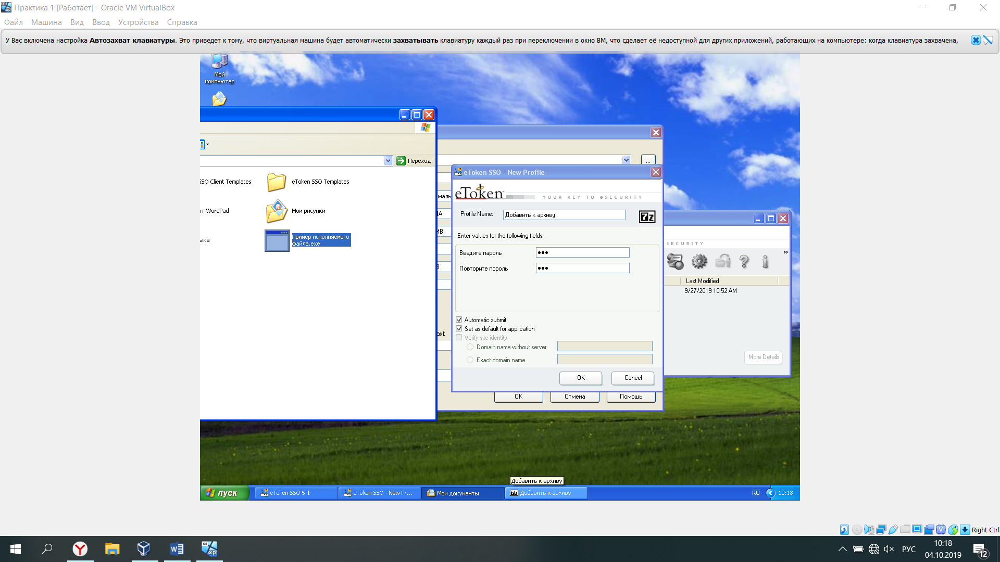 Практика 1 [Работает] - Oracle VM VirtualBox
Файл Машина Вид Ввод Устройства Справка
У Вас включена настройка Автозахват клавиатуры. Это приведет к тому, что виртуальная машина будет автоматически захватывать клавиатуру каждый раз при переключении в окно ВМ, что сделает её недоступной для других приложений, работающих на компьютере: когда клавиатура захвачена,
Мой
компьютер
Переход
SSO Client Templates
eToken SSO Templates
нт WordPad
Мои рисунки
ыка
Пример исполняемого
файла.exe
...
маль
МА
МВ
В
ах):
OK Отмена Помощь
eToken SSO - New Profile
eToken
YOUR KEY TO eSECURITY
Profile Name: Добавить к архиву
7z
Enter values for the following fields.
Введите пароль •••
Повторите пороль •••
Automatic submit
Set as default for application
Verify site identity
Domain name without server
Exact domain name
OK Cancel
SECURITY
»
Last Modified
9/27/2019 10:52 AM
More Details
Добавить к архиву
пуск
eToken SSO 5.1
eToken SSO - New Pr...
Мои документы
7z Добавить к архиву
RU 10:18
Right Ctrl
РУС
10:18
04.10.2019
12